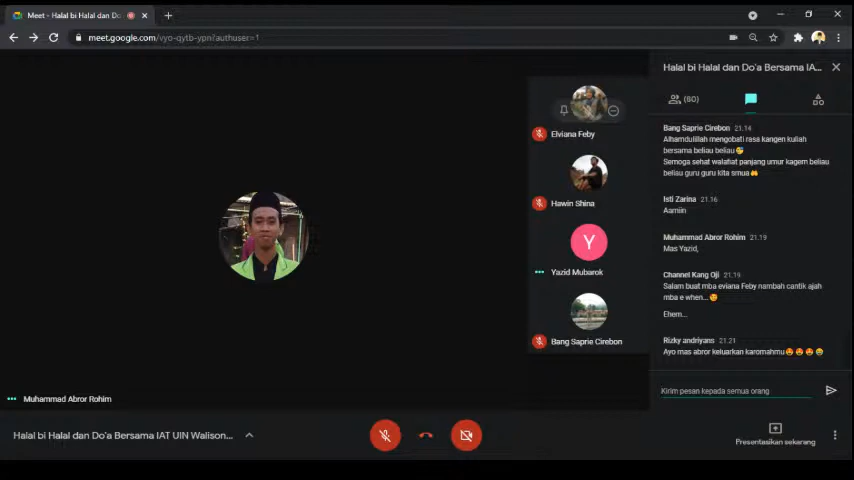 Meet - Halal bi Halal dan Do
meet.google.com/vyo-qytb-ypn?authuser=1
Halal bi Halal dan Do'a Bersama IA...
(60)
Bang Saprie Cirebon 21.14
Alhamdulillah mengobati rasa kangen kuliah
bersama beliau beliau😍
Semoga sehat walafiat panjang umur kagem beliau
beliau guru guru kita smua🤲
Isti Zarina 21.16
Aamiin
Muhammad Abror Rohim 21.19
Mas Yazid,
Channel Kang Oji 21.19
Salam buat mba eviana Feby nambah cantik ajah
mba e when...
Ehem...
Rizky andriyans 21.21
Ayo mas abror keluarkan karomahmu😍😍😍
Kirim pesan kepada semua orang
Elviana Feby
Hawin Shina
Y
Yazid Mubarok
Bang Saprie Cirebon
Muhammad Abror Rohim
Halal bi Halal dan Do'a Bersama IAT UIN Walison...
Presentasikan sekarang